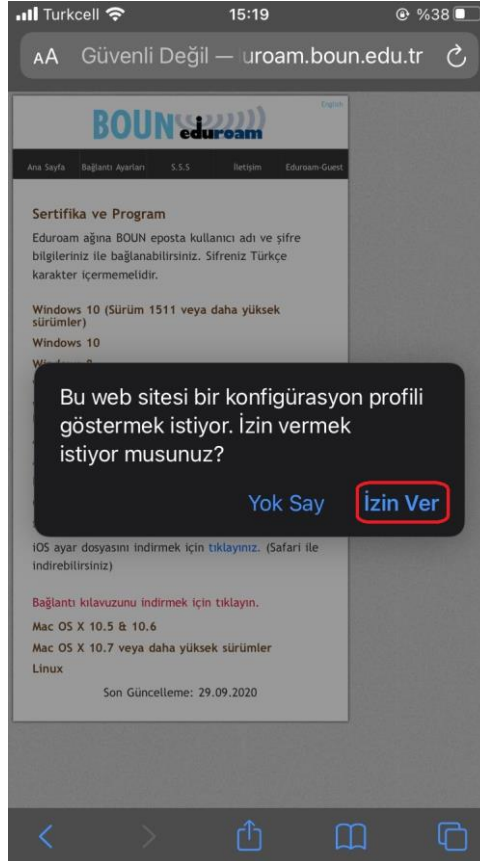 Turkcell 15:19 %38
AA Güvenli Değil — uroam.boun.edu.tr
English
BOUN eduroam
Ana Sayfa Bağlantı Ayarları S.S.S İletişim Eduroam-Guest
Sertifika ve Program
Eduroam ağına BOUN eposta kullanıcı adı ve şifre
bilgileriniz ile bağlanabilirsiniz. Sifreniz Türkçe
karakter içermemelidir.
Windows 10 (Sürüm 1511 veya daha yüksek
sürümler)
Windows 10
Bu web sitesi bir konfigürasyon profili
göstermek istiyor. İzin vermek
istiyor musunuz?
Yok Say İzin Ver
iOS ayar dosyasını indirmek için tıklayınız. (Safari ile
indirebilirsiniz)
Bağlantı kılavuzunu indirmek için tıklayın.
Mac OS X 10.5 & 10.6
Mac OS X 10.7 veya daha yüksek sürümler
Linux
Son Güncelleme: 29.09.2020